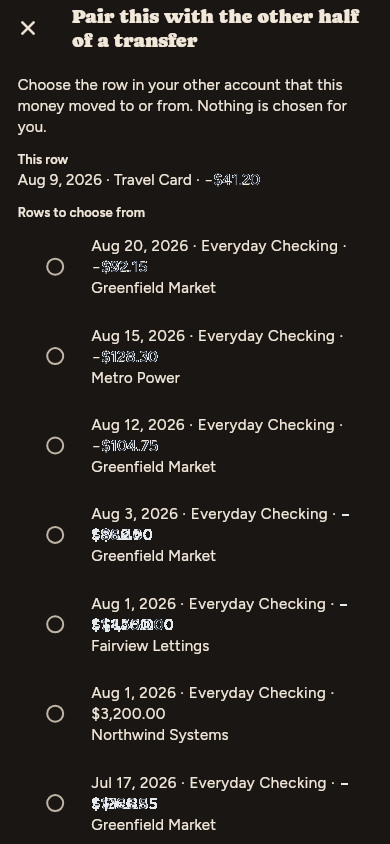 Pair this with the other half
of a transfer
Choose the row in your other account that this
money moved to or from. Nothing is chosen for
you.
This row
Aug 9, 2026 · Travel Card · −$41.20
Rows to choose from
Aug 20, 2026 · Everyday Checking ·
−$92.15
Greenfield Market
Aug 15, 2026 · Everyday Checking ·
−$128.30
Metro Power
Aug 12, 2026 · Everyday Checking ·
−$104.75
Greenfield Market
Aug 3, 2026 · Everyday Checking · −
Greenfield Market
Aug 1, 2026 · Everyday Checking · −
Fairview Lettings
Aug 1, 2026 · Everyday Checking ·
$3,200.00
Northwind Systems
Jul 17, 2026 · Everyday Checking · −
Greenfield Market